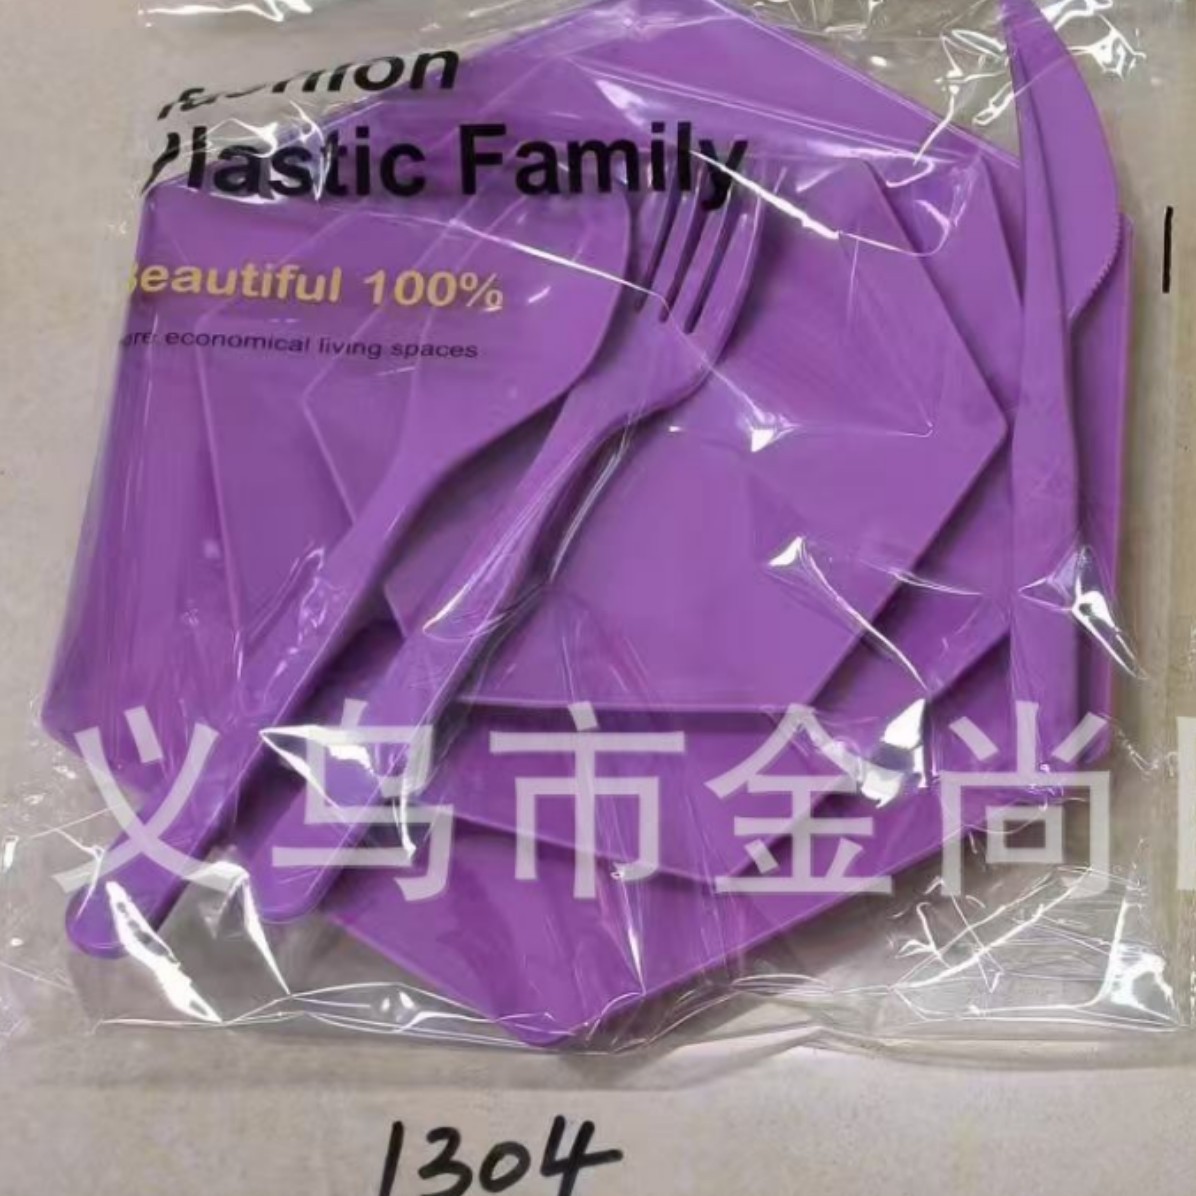 Plastic Family
Beautiful 100%
economical living spaces
义乌市金尚
1304